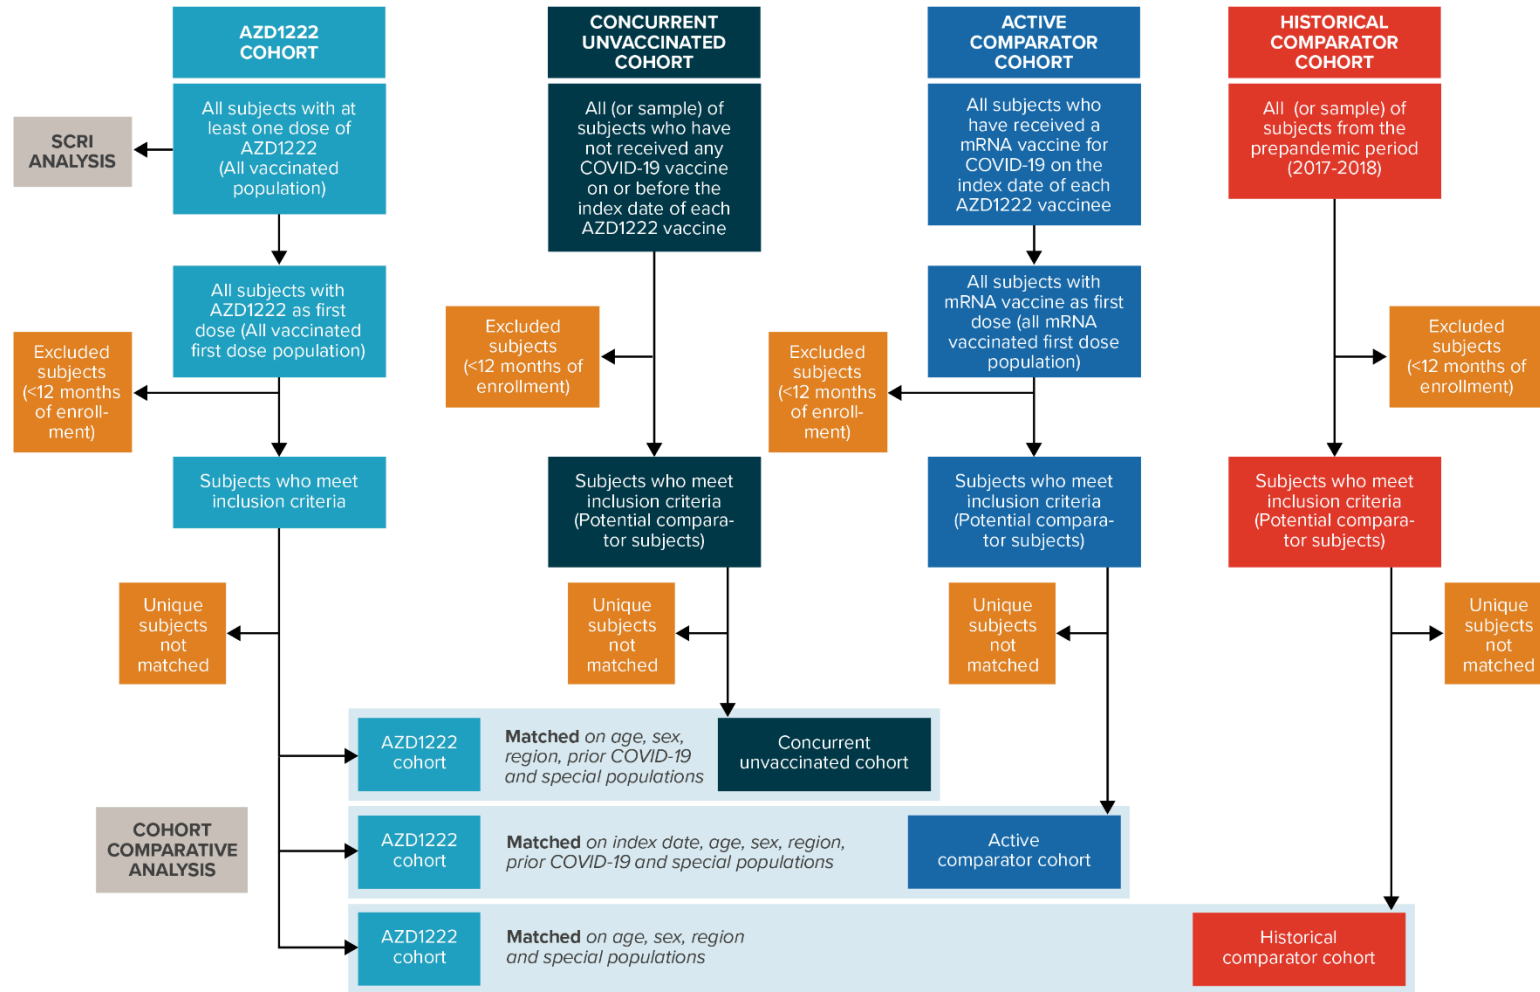 AZD1222
COHORT
CONCURRENT
UNVACCINATED
COHORT
ACTIVE
COMPARATOR
COHORT
HISTORICAL
COMPARATOR
COHORT
SCRI
ANALYSIS
All subjects with at
least one dose of
AZD1222
(All vaccinated
population)
All (or sample) of
subjects who have
not received any
COVID-19 vaccine
on or before the
index date of each
AZD1222 vaccine
All subjects who
have received a
mRNA vaccine for
COVID-19 on the
index date of each
AZD1222 vaccinee
All (or sample) of
subjects from the
prepandemic period
(2017-2018)
All subjects with
AZD1222 as first
dose (All vaccinated
first dose population)
All subjects with
mRNA vaccine as first
dose (all mRNA
vaccinated first dose
population)
Excluded
subjects
(<12 months
of enroll-
ment)
Excluded
subjects
(<12 months of
enrollment)
Excluded
subjects
(<12 months
of enroll-
ment)
Excluded
subjects
(<12 months of
enrollment)
Subjects who meet
inclusion criteria
Subjects who meet
inclusion criteria
(Potential compara-
tor subjects)
Subjects who meet
inclusion criteria
(Potential compara-
tor subjects)
Subjects who meet
inclusion criteria
(Potential compara-
tor subjects)
Unique
subjects
not
matched
Unique
subjects
not
matched
Unique
subjects
not
matched
Unique
subjects
not
matched
AZD1222
cohort
Matched on age, sex,
region, prior COVID-19
and special populations
Concurrent
unvaccinated cohort
COHORT
COMPARATIVE
ANALYSIS
AZD1222
cohort
Matched on index date, age, sex, region,
prior COVID-19 and special populations
Active
comparator cohort
AZD1222
cohort
Matched on age, sex, region
and special populations
Historical
comparator cohort